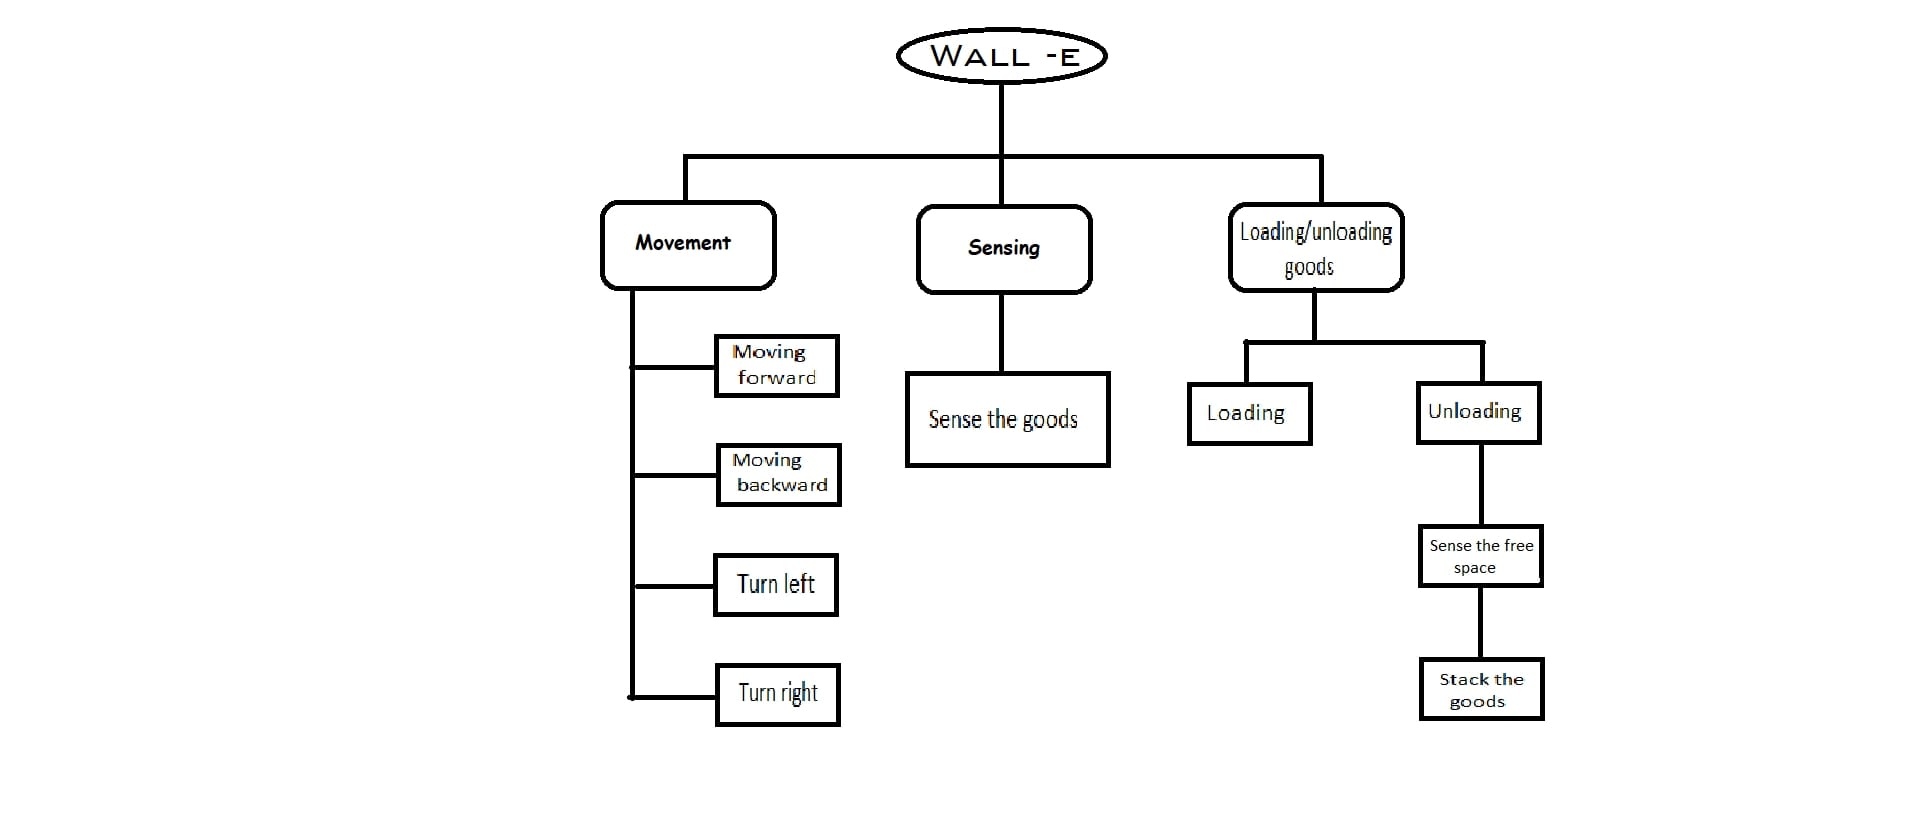 WALL -E
Movement
Sensing
Loading/unloading
goods
Moving
forward
Moving
backward
Turn left
Turn right
Sense the goods
Loading
Unloading
Sense the free
space
Stack the
goods